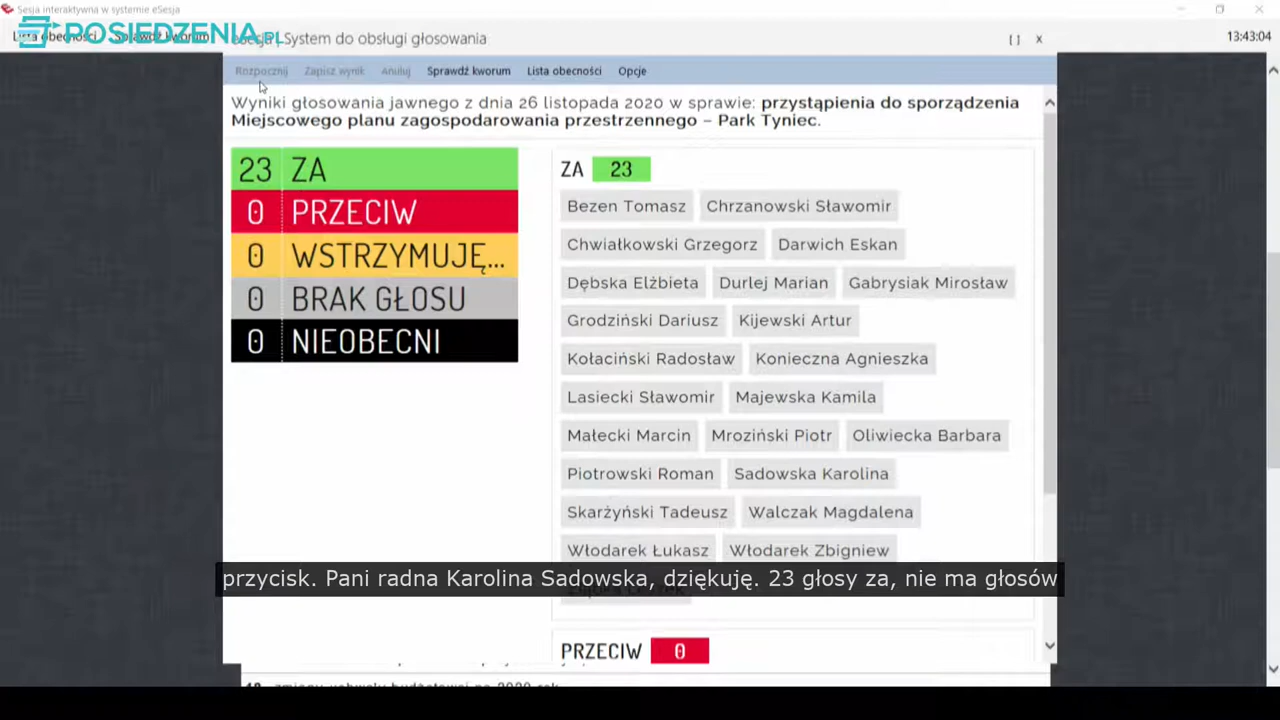 Sesja interaktywna w systemie eSesja
Lista obecności Sprawdź kworum
POSIEDZENIA.PL
eSesja | System do obsługi głosowania
[ ] x
13:43:04
Rozpocznij Zapisz wynik Anuluj Sprawdź kworum Lista obecności Opcje
Wyniki głosowania jawnego z dnia 26 listopada 2020 w sprawie: przystąpienia do sporządzenia
Miejscowego planu zagospodarowania przestrzennego – Park Tyniec.
23 ZA
0 PRZECIW
0 WSTRZYMUJĘ...
0 BRAK GŁOSU
0 NIEOBECNI
ZA 23
Bezen Tomasz Chrzanowski Sławomir
Chwiałkowski Grzegorz Darwich Eskan
Dębska Elżbieta Durlej Marian Gabrysiak Mirosław
Grodziński Dariusz Kijewski Artur
Kołaciński Radosław Konieczna Agnieszka
Lasiecki Sławomir Majewska Kamila
Małecki Marcin Mroziński Piotr Oliwiecka Barbara
Piotrowski Roman Sadowska Karolina
Skarżyński Tadeusz Walczak Magdalena
Włodarek Łukasz Włodarek Zbigniew
przycisk. Pani radna Karolina Sadowska, dziękuję. 23 głosy za, nie ma głosów
PRZECIW 0